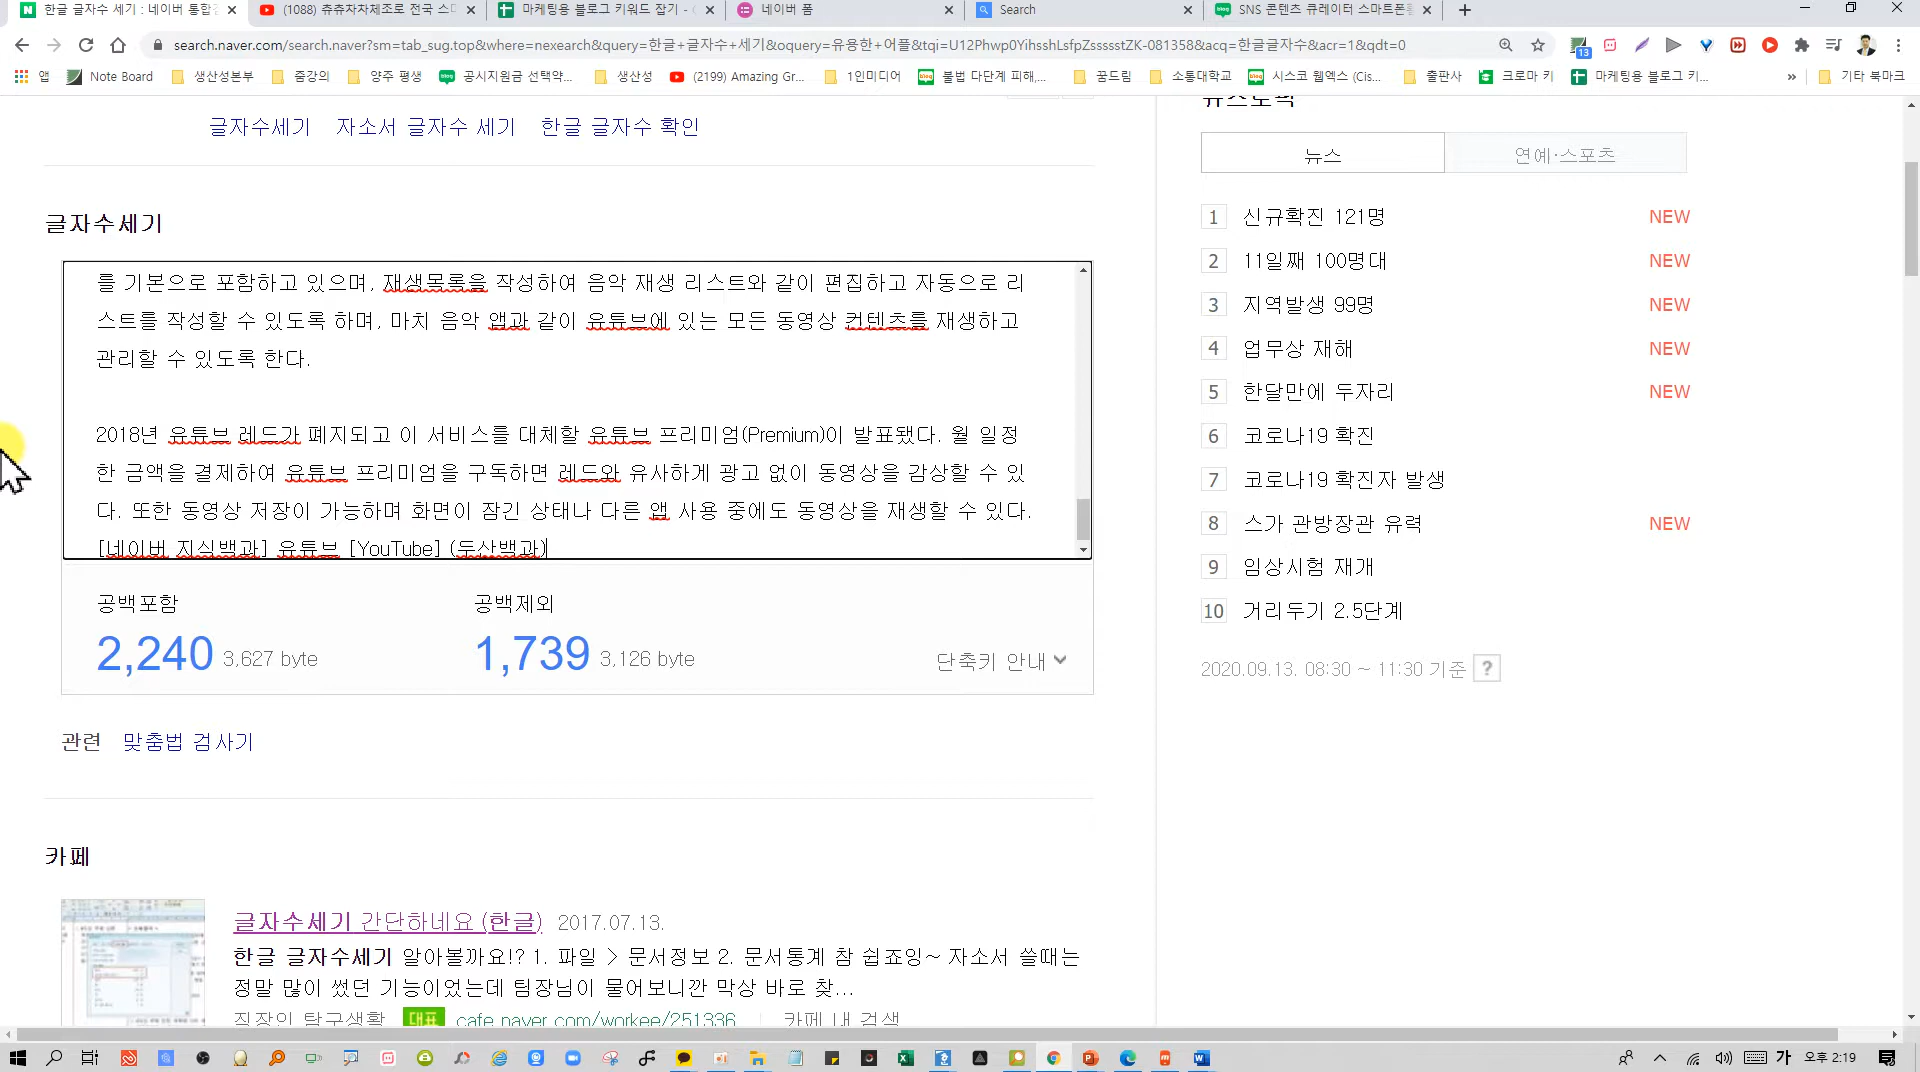 한글 글자수 세기 : 네이버 통합검
(1088) 츄츄자차체조로 전국 스
마케팅용 블로그 키워드 잡기 -
네이버 폼
Search
SNS 콘텐츠 큐레이터 스마트폰
search.naver.com/search.naver?sm=tab_sug.top&where=nexearch&query=한글+글자수+세기&oquery=유용한+어플&tqi=U12Phwp0YihsshLsfpZssssstZK-081358&acq=한글글자수&acr=1&qdt=0
13
앱
Note Board
생산성본부
중강의
양주 평생
공시지원금 선택약...
생산성
(2199) Amazing Gr...
1인미디어
불법 다단계 피해,...
꿈드림
소통대학교
시스코 웹엑스 (Cis...
출판사
크로마 키
마케팅용 블로그 키...
»
기타 북마크
글자수세기 자소서 글자수 세기 한글 글자수 확인
글자수세기
를 기본으로 포함하고 있으며, 재생목록을 작성하여 음악 재생 리스트와 같이 편집하고 자동으로 리
스트를 작성할 수 있도록 하며, 마치 음악 앱과 같이 유튜브에 있는 모든 동영상 컨텐츠를 재생하고
관리할 수 있도록 한다.
2018년 유튜브 레드가 폐지되고 이 서비스를 대체할 유튜브 프리미엄(Premium)이 발표됐다. 월 일정
한 금액을 결제하여 유튜브 프리미엄을 구독하면 레드와 유사하게 광고 없이 동영상을 감상할 수 있
다. 또한 동영상 저장이 가능하며 화면이 잠긴 상태나 다른 앱 사용 중에도 동영상을 재생할 수 있다.
[네이버 지식백과] 유튜브 [YouTube] (두산백과)
공백포함
2,240 3,627 byte
공백제외
1,739 3,126 byte
단축키 안내
관련 맞춤법 검사기
카페
글자수세기 간단하네요 (한글) 2017.07.13.
한글 글자수세기 알아볼까요!? 1. 파일 > 문서정보 2. 문서통계 참 쉽죠잉~ 자소서 쓸때는
정말 많이 썼던 기능이었는데 팀장님이 물어보니깐 막상 바로 찾...
직장인 탐구생활 대표 cafe.naver.com/workee/251336 카페 내 검색
뉴스토픽
뉴스
연예·스포츠
1 신규확진 121명 NEW
2 11일째 100명대 NEW
3 지역발생 99명 NEW
4 업무상 재해 NEW
5 한달만에 두자리 NEW
6 코로나19 확진
7 코로나19 확진자 발생
8 스가 관방장관 유력 NEW
9 임상시험 재개
10 거리두기 2.5단계
2020.09.13. 08:30 ~ 11:30 기준 ?
가
오후 2:19